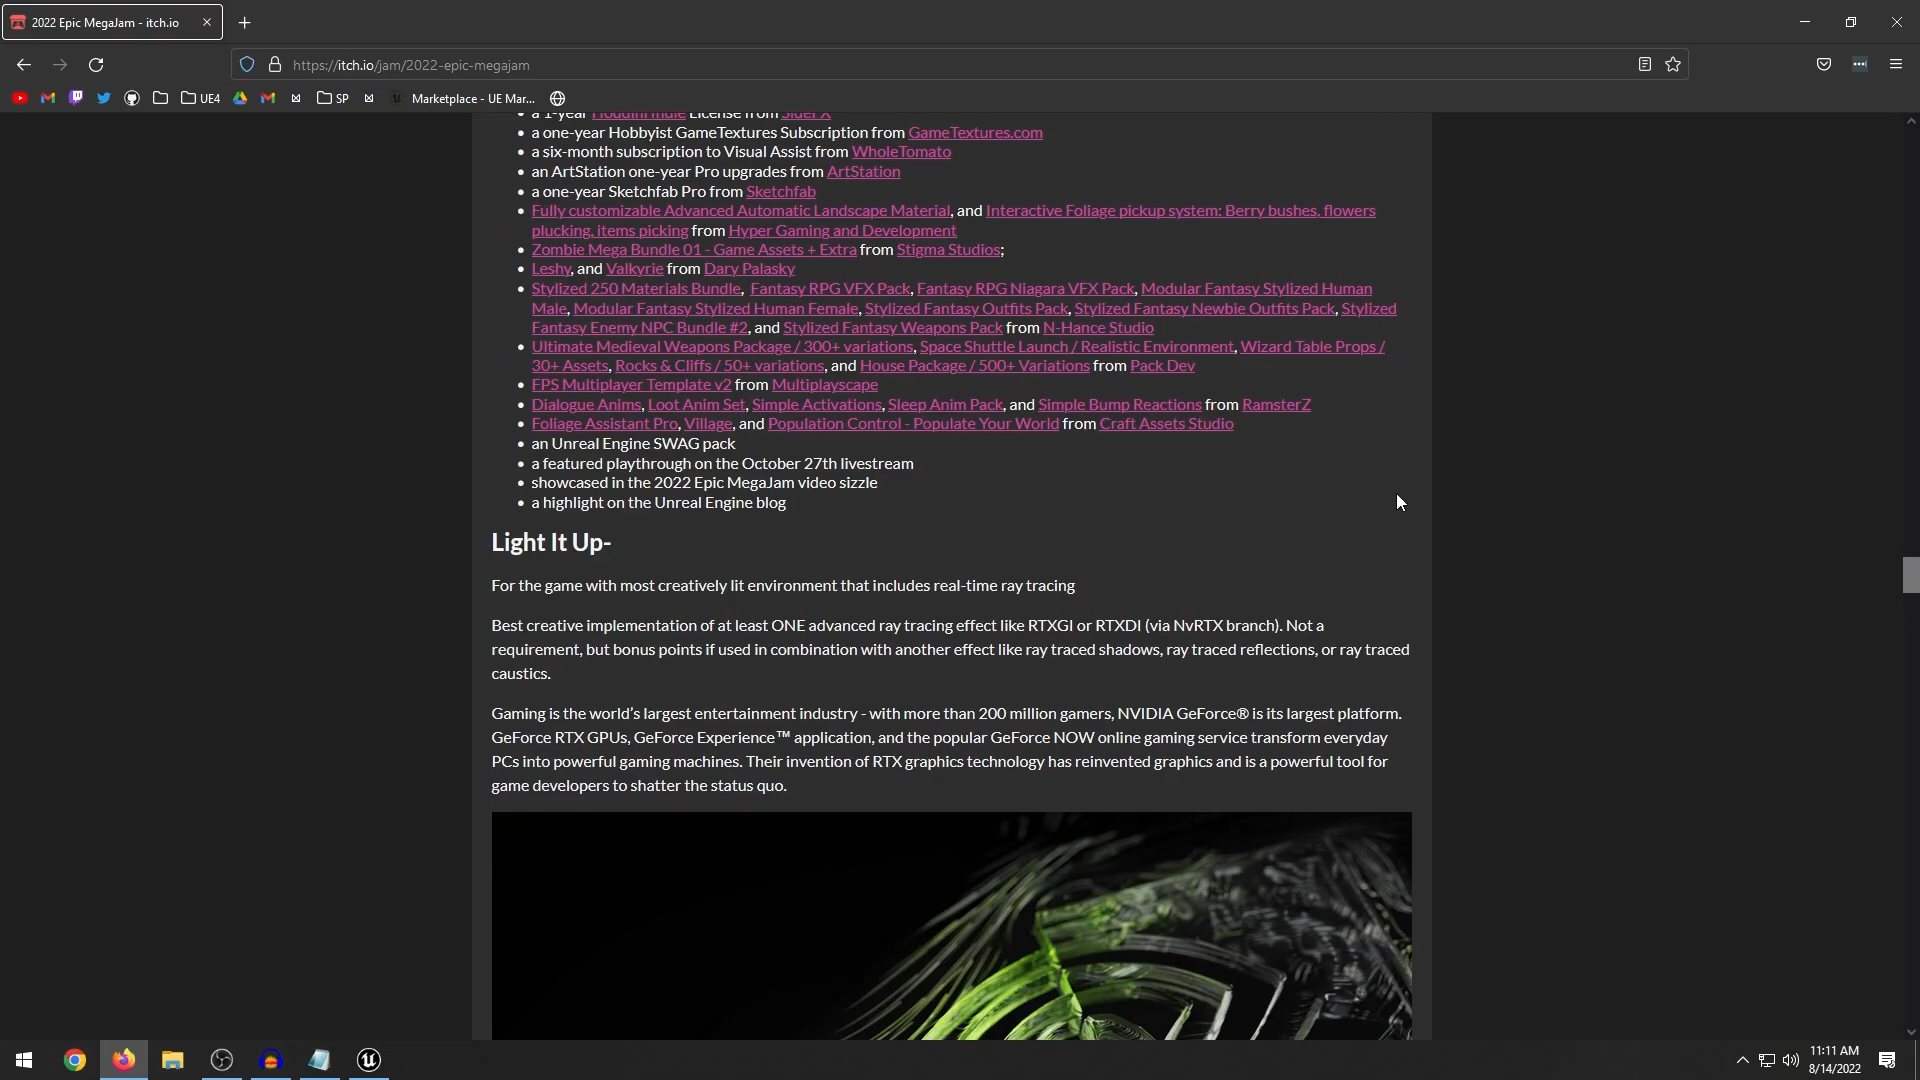 2022 Epic MegaJam - itch.io
https://itch.io/jam/2022-epic-megajam
UE4
SP
Marketplace - UE Mar...
a 1-year Houdini Indie License from SideFX
a one-year Hobbyist GameTextures Subscription from GameTextures.com
a six-month subscription to Visual Assist from WholeTomato
an ArtStation one-year Pro upgrades from ArtStation
a one-year Sketchfab Pro from Sketchfab
Fully customizable Advanced Automatic Landscape Material, and Interactive Foliage pickup system: Berry bushes, flowers
plucking, items picking from Hyper Gaming and Development
Zombie Mega Bundle 01 - Game Assets + Extra from Stigma Studios;
Leshy, and Valkyrie from Dary Palasky
Stylized 250 Materials Bundle, Fantasy RPG VFX Pack, Fantasy RPG Niagara VFX Pack, Modular Fantasy Stylized Human
Male, Modular Fantasy Stylized Human Female, Stylized Fantasy Outfits Pack, Stylized Fantasy Newbie Outfits Pack, Stylized
Fantasy Enemy NPC Bundle #2, and Stylized Fantasy Weapons Pack from N-Hance Studio
Ultimate Medieval Weapons Package / 300+ variations, Space Shuttle Launch / Realistic Environment, Wizard Table Props /
30+ Assets, Rocks & Cliffs / 50+ variations, and House Package / 500+ Variations from Pack Dev
FPS Multiplayer Template v2 from Multiplayscape
Dialogue Anims, Loot Anim Set, Simple Activations, Sleep Anim Pack, and Simple Bump Reactions from RamsterZ
Foliage Assistant Pro, Village, and Population Control - Populate Your World from Craft Assets Studio
an Unreal Engine SWAG pack
a featured playthrough on the October 27th livestream
showcased in the 2022 Epic MegaJam video sizzle
a highlight on the Unreal Engine blog
Light It Up-
For the game with most creatively lit environment that includes real-time ray tracing
Best creative implementation of at least ONE advanced ray tracing effect like RTXGI or RTXDI (via NvRTX branch). Not a
requirement, but bonus points if used in combination with another effect like ray traced shadows, ray traced reflections, or ray traced
caustics.
Gaming is the world's largest entertainment industry - with more than 200 million gamers, NVIDIA GeForce® is its largest platform.
GeForce RTX GPUs, GeForce Experience™ application, and the popular GeForce NOW online gaming service transform everyday
PCs into powerful gaming machines. Their invention of RTX graphics technology has reinvented graphics and is a powerful tool for
game developers to shatter the status quo.
11:11 AM
8/14/2022